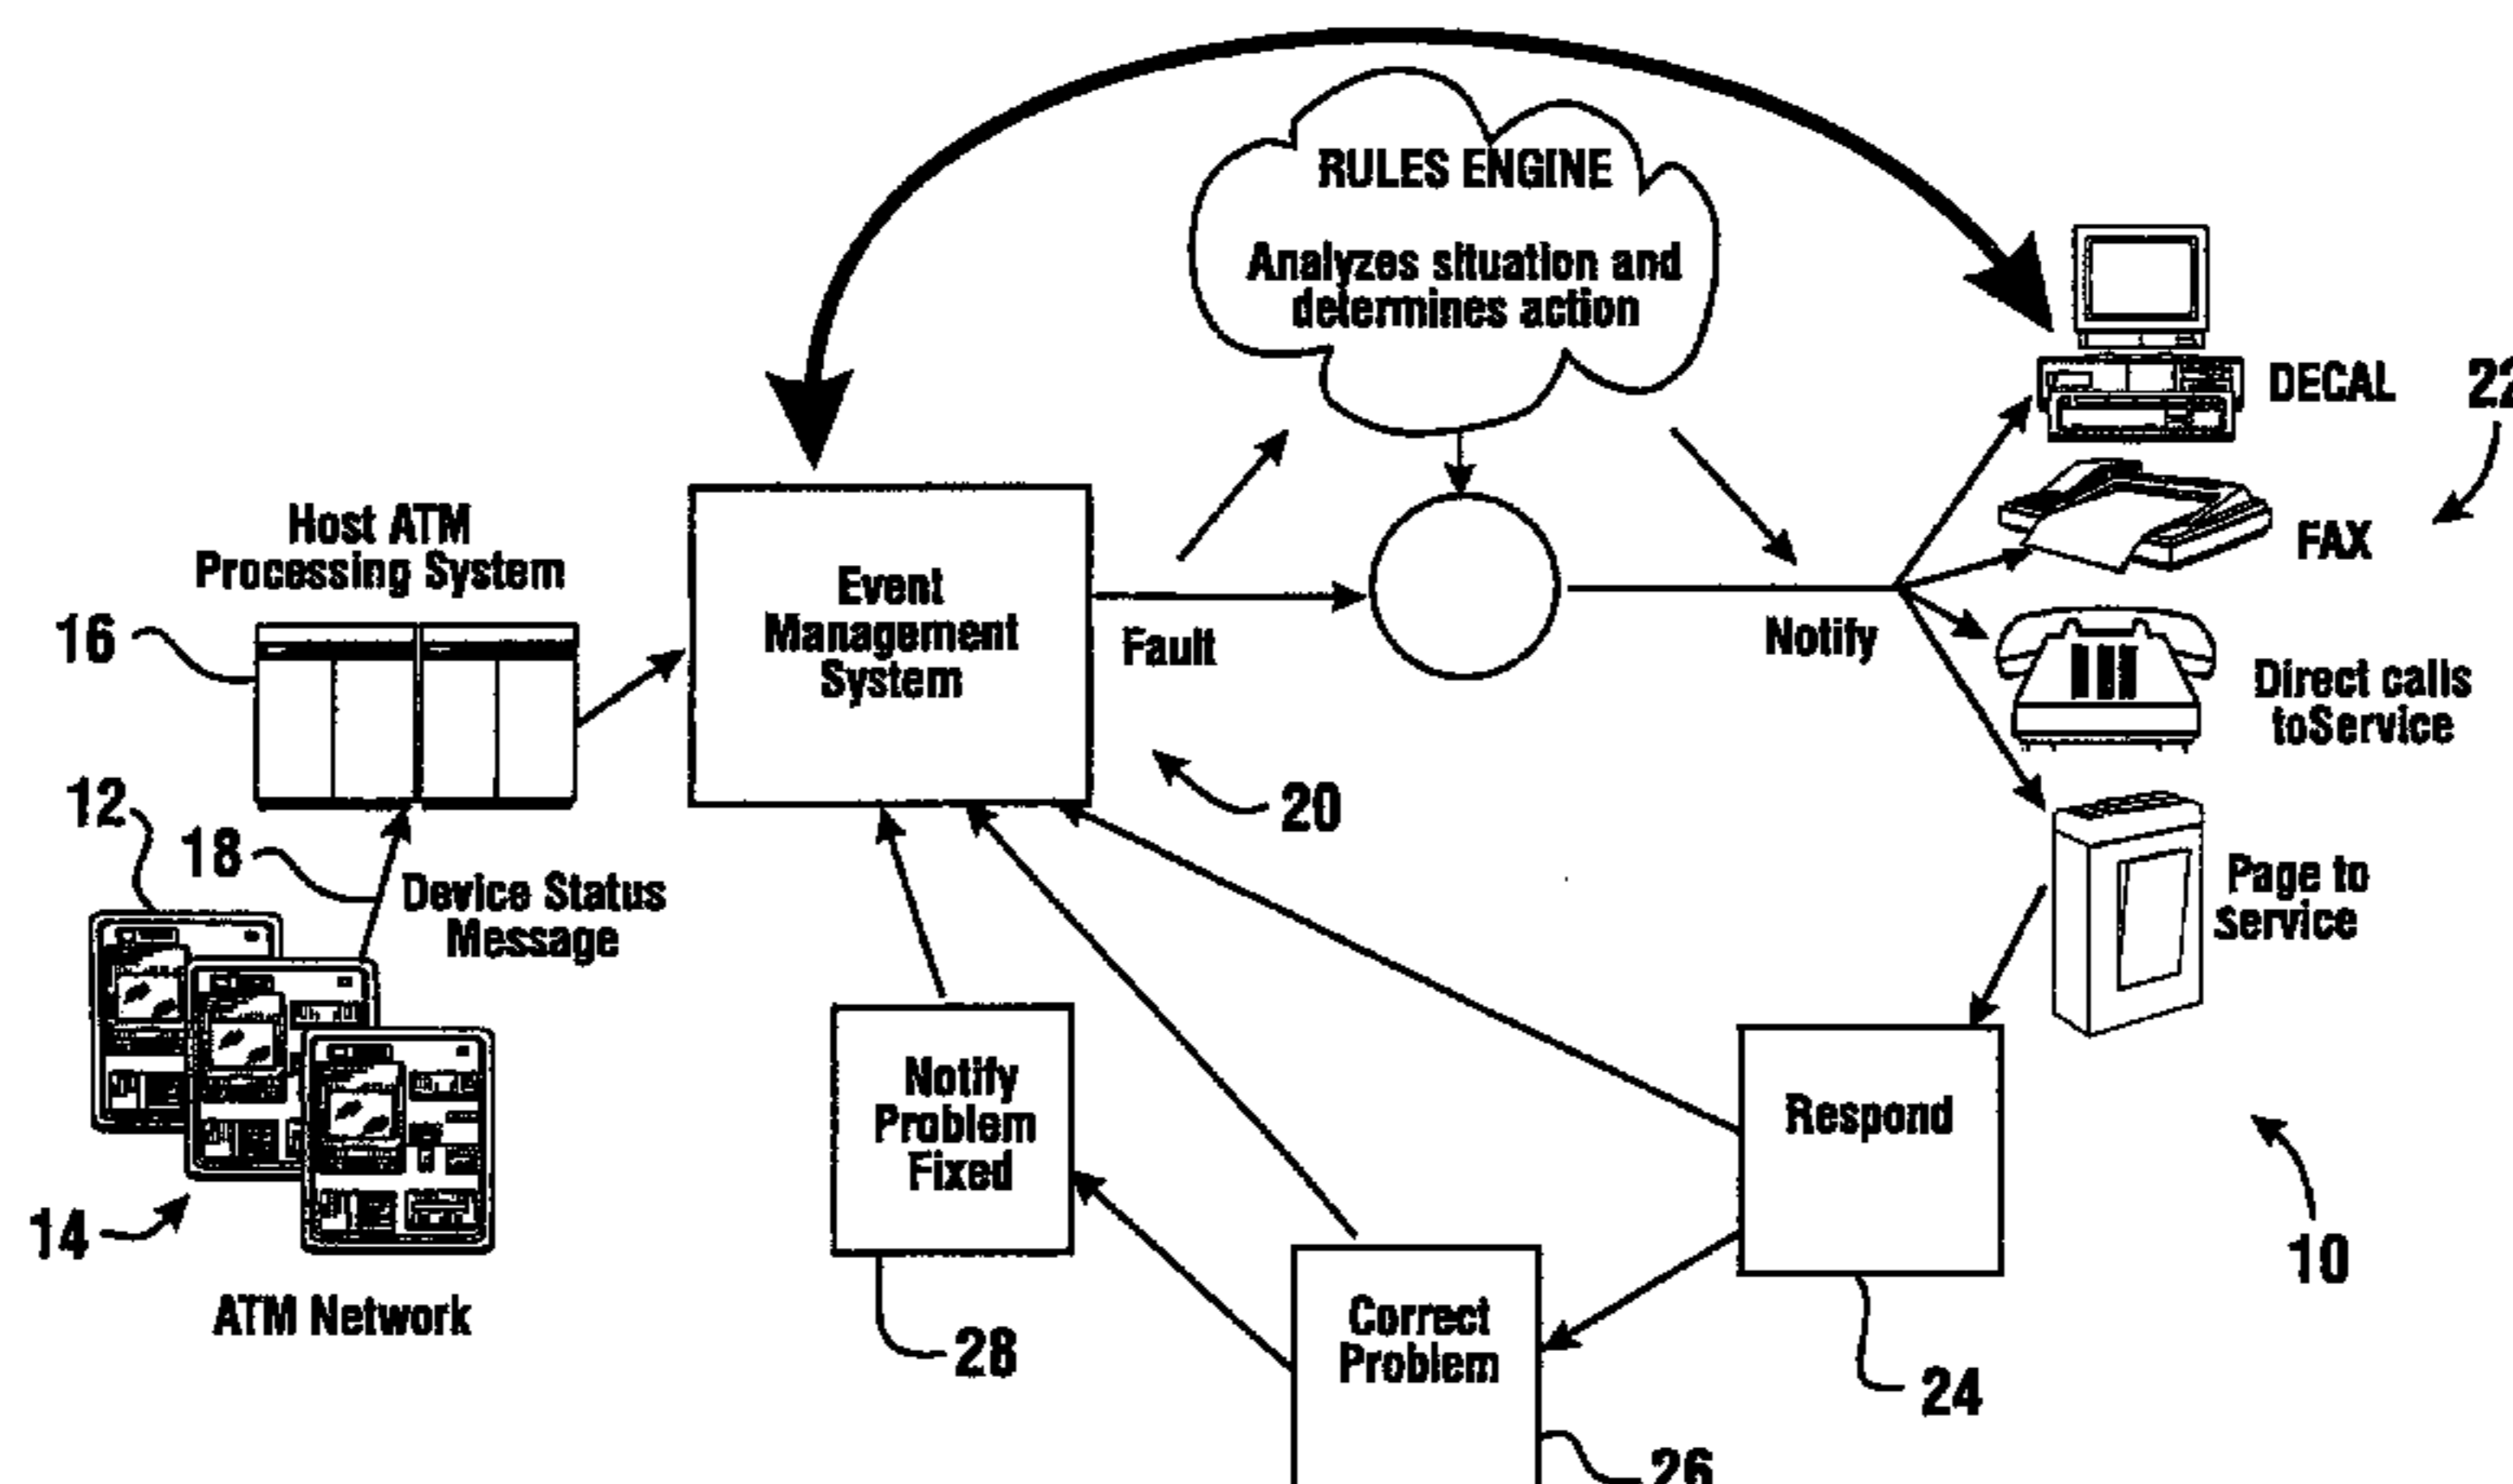 RULES ENGINE
Analyzes situation and
determines action
DECAL
22
FAX
Host ATM
Processing System
16
Event
Management
System
Fault
Notify
Direct calls
toService
12
18
20
Device Status
Message
Page to
service
Notify
Problem
Fixed
Respond
14
10
ATM Network
Correct
Problem
28
24
26